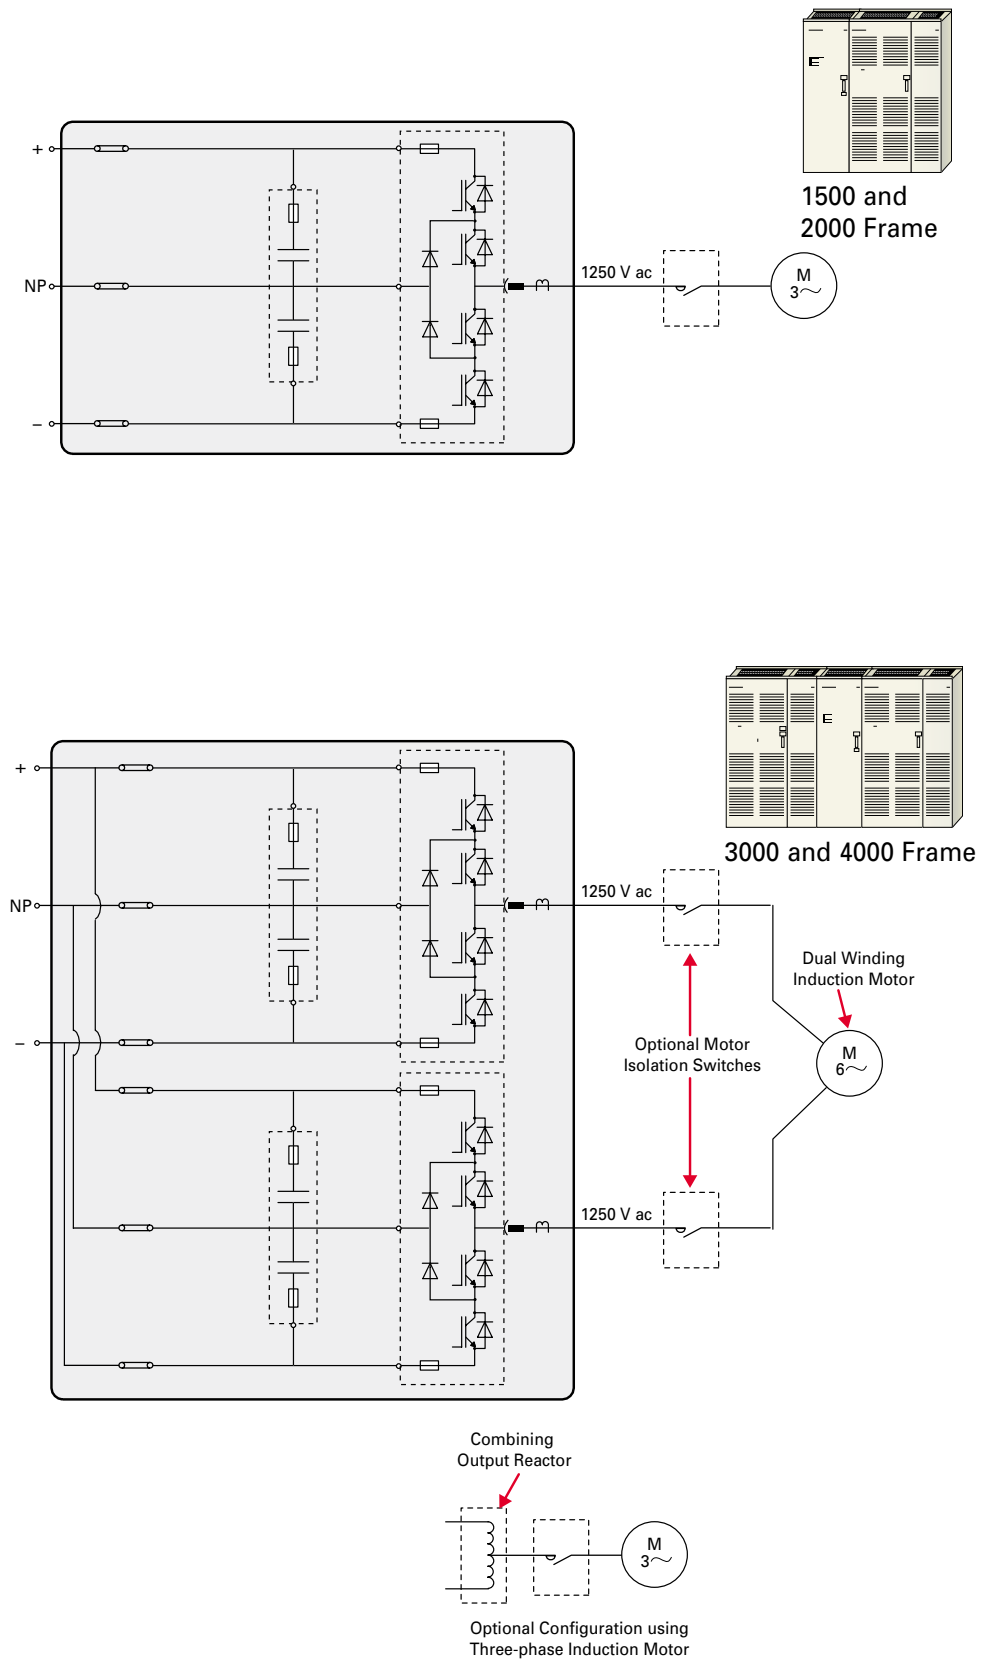 1500 and
2000 Frame
+
NP
–
1250 V ac
M
3～
3000 and 4000 Frame
+
NP
–
1250 V ac
Dual Winding
Induction Motor
Optional Motor
Isolation Switches
M
6～
1250 V ac
Combining
Output Reactor
M
3～
Optional Configuration using
Three-phase Induction Motor